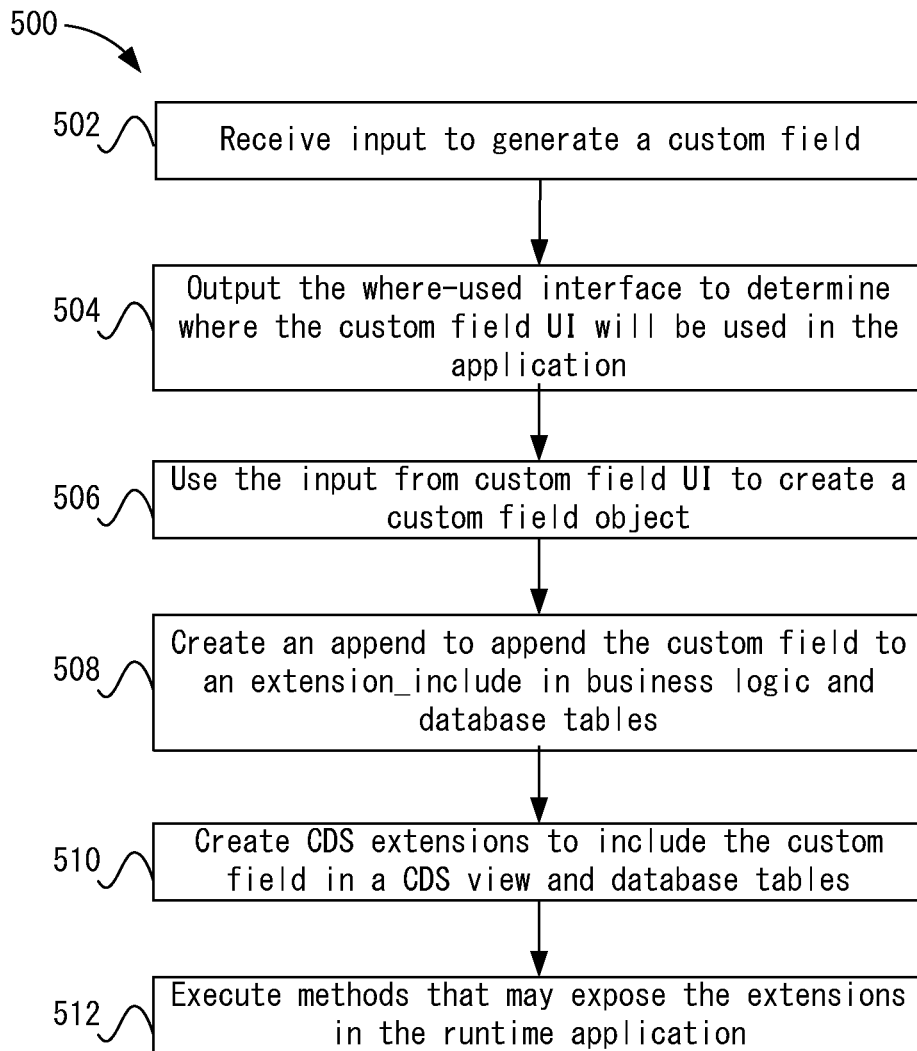 500
502
Receive input to generate a custom field
504
Output the where-used interface to determine
where the custom field UI will be used in the
application
506
Use the input from custom field UI to create a
custom field object
508
Create an append to append the custom field to
an extension_include in business logic and
database tables
510
Create CDS extensions to include the custom
field in a CDS view and database tables
512
Execute methods that may expose the extensions
in the runtime application